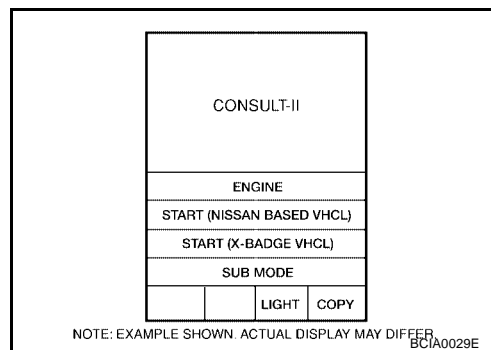 CONSULT-II
ENGINE
START (NISSAN BASED VHCL)
START (X-BADGE VHCL)
SUB MODE
LIGHT COPY
NOTE: EXAMPLE SHOWN. ACTUAL DISPLAY MAY DIFFER.
BCIA0029E